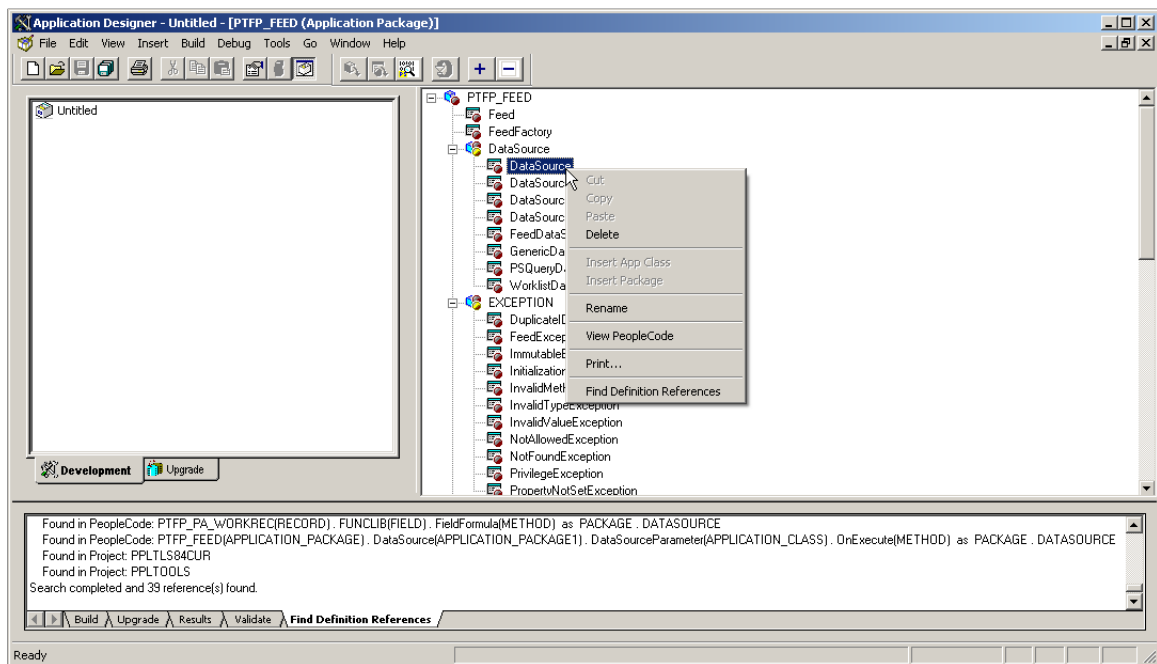 Application Designer - Untitled - [PTFP_FEED (Application Package)]
File Edit View Insert Build Debug Tools Go Window Help
Untitled
Development
Upgrade
PTFP_FEED
Feed
FeedFactory
DataSource
DataSource
DataSourc
DataSourc
DataSourc
FeedDataS
GenericDa
PSQueryD
WorklistDa
EXCEPTION
DuplicateI
FeedExcep
ImmutableE
Initialization
InvalidMeth
InvalidTypeException
InvalidValueException
NotAllowedException
NotFoundException
PrivilegeException
PropertyNotSetException
Cut
Copy
Paste
Delete
Insert App Class
Insert Package
Rename
View PeopleCode
Print...
Find Definition References
Found in PeopleCode: PTFP_PA_WORKREC(RECORD) . FUNCLIB(FIELD) . FieldFormula(METHOD) as PACKAGE . DATASOURCE
Found in PeopleCode: PTFP_FEED(APPLICATION_PACKAGE) . DataSource(APPLICATION_PACKAGE1) . DataSourceParameter(APPLICATION_CLASS) . OnExecute(METHOD) as PACKAGE . DATASOURCE
Found in Project: PPLTLS84CUR
Found in Project: PPLTOOLS
Search completed and 39 reference(s) found.
Build Upgrade Results Validate Find Definition References
Ready